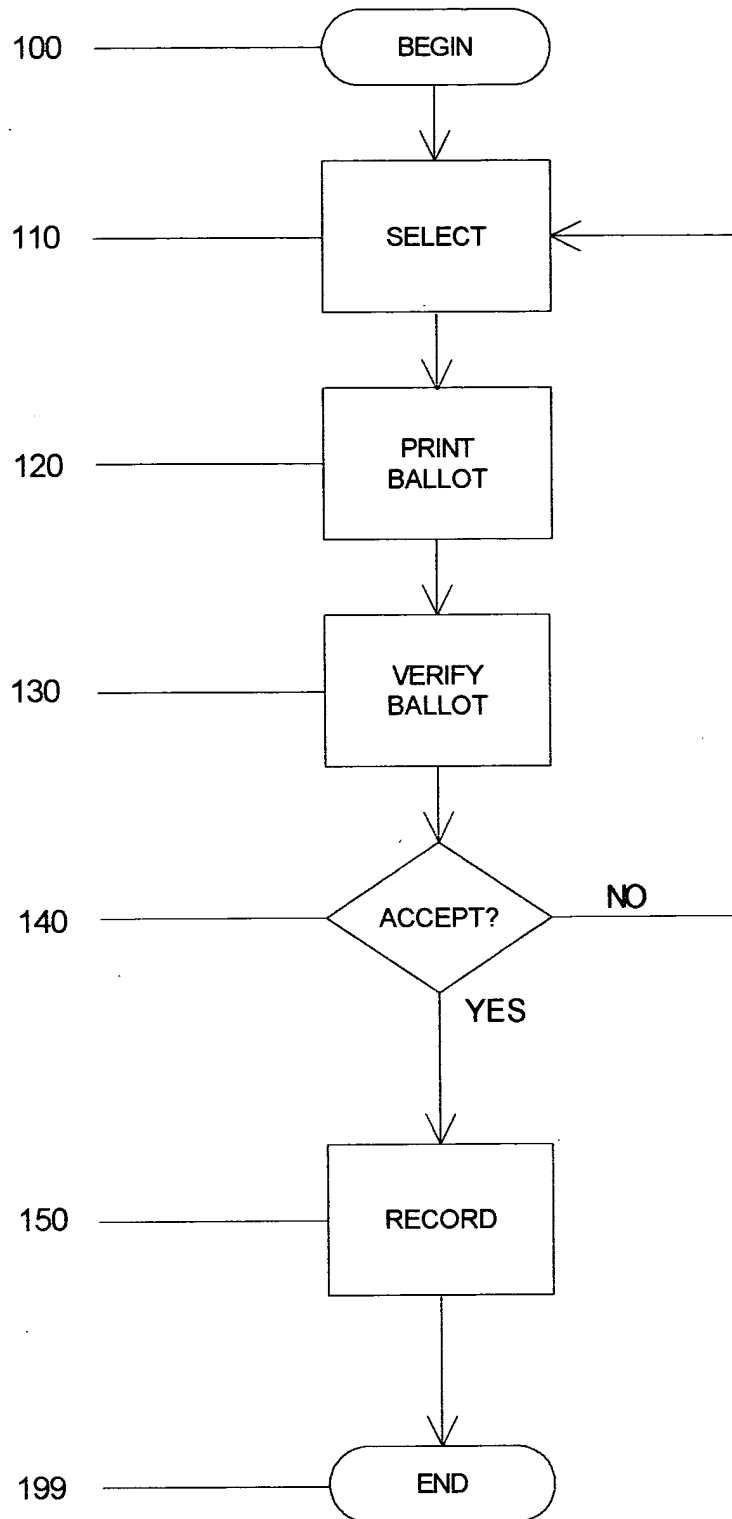 100 BEGIN
110 SELECT
120 PRINT
BALLOT
130 VERIFY
BALLOT
140 ACCEPT? NO
YES
150 RECORD
199 END